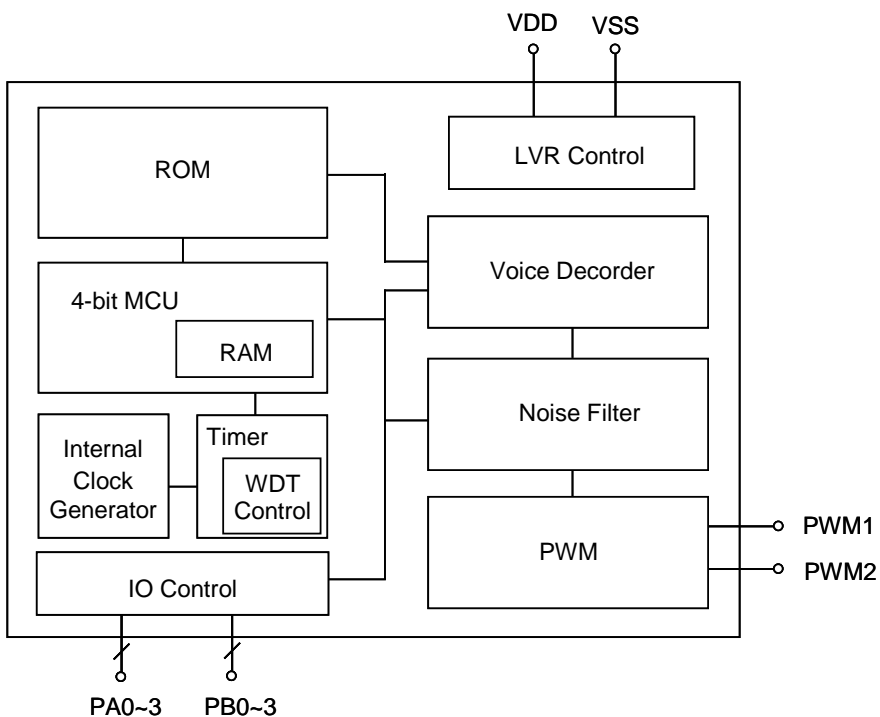 VDD VSS
ROM
LVR Control
4-bit MCU
RAM
Voice Decorder
Internal
Clock
Generator
Timer
WDT
Control
Noise Filter
IO Control
PWM
PWM1
PWM2
PA0~3 PB0~3